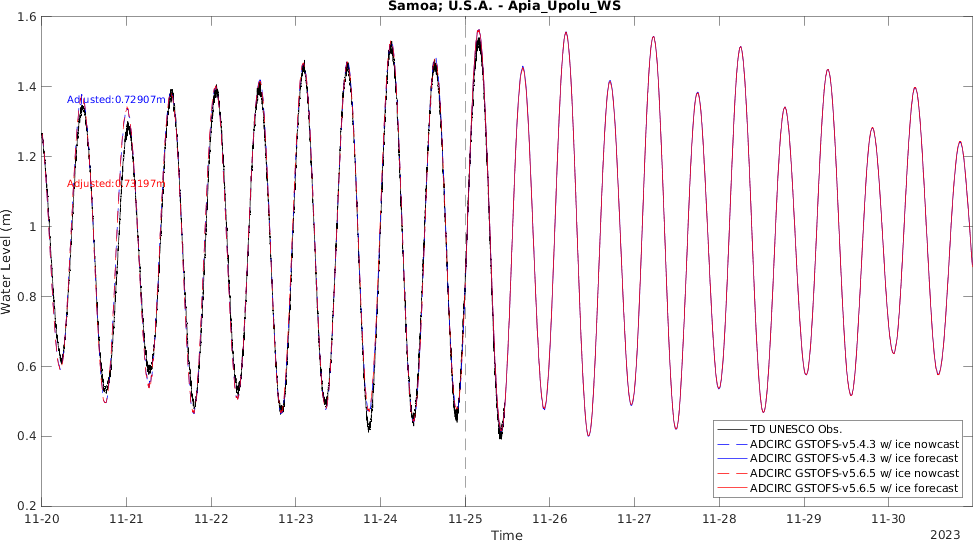 Samoa; U.S.A. - Apia_Upolu_WS
1.6
1.4
1.2
1
0.8
0.6
0.4
0.2
Water Level (m)
Adjusted:0.72907m
Adjusted:0.73197m
TD UNESCO Obs.
ADCIRC GSTOFS-v5.4.3 w/ ice nowcast
ADCIRC GSTOFS-v5.4.3 w/ ice forecast
ADCIRC GSTOFS-v5.6.5 w/ ice nowcast
ADCIRC GSTOFS-v5.6.5 w/ ice forecast
11-20 11-21 11-22 11-23 11-24 11-25 11-26 11-27 11-28 11-29 11-30
Time
2023